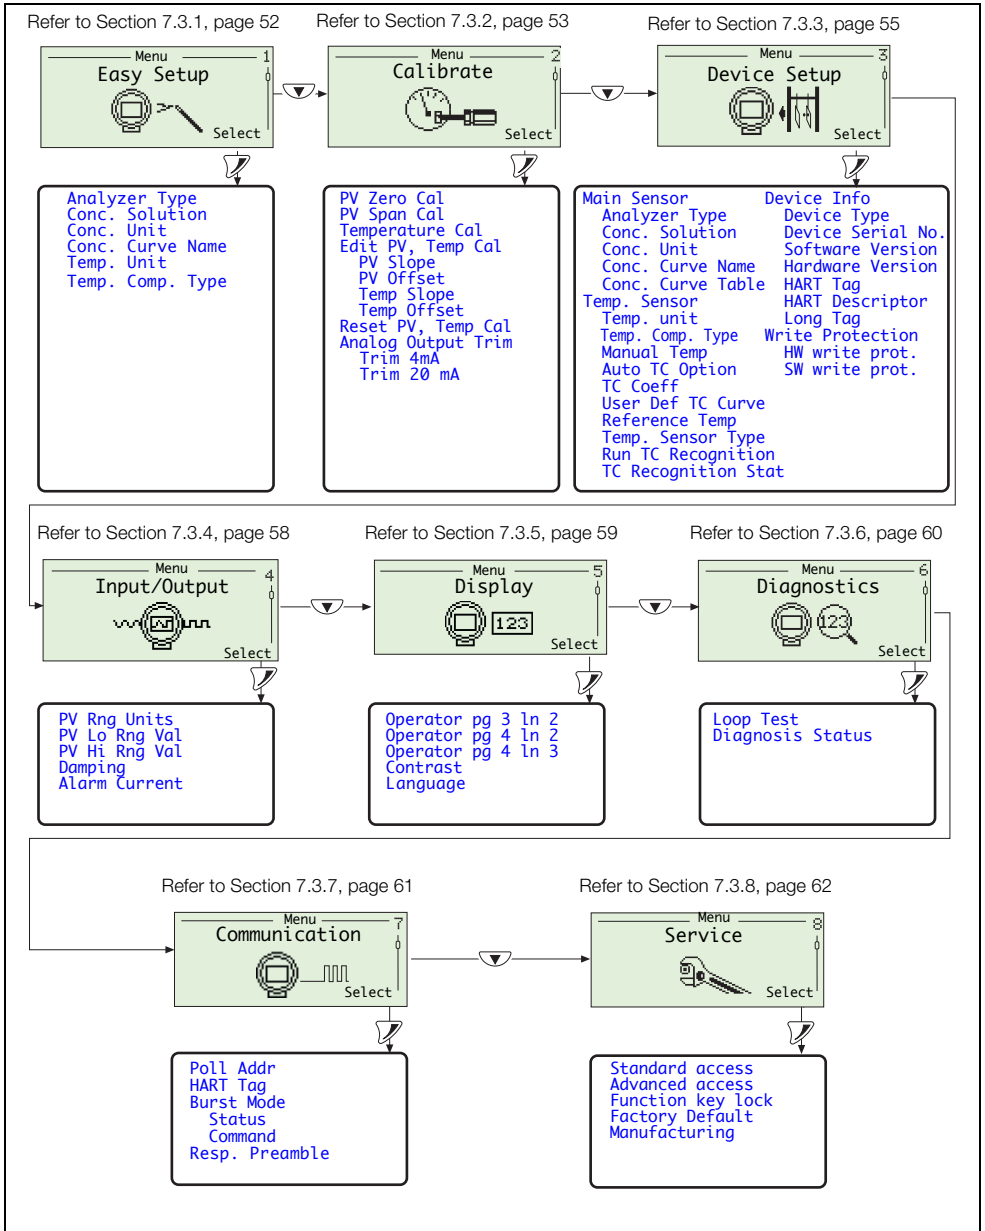 Refer to Section 7.3.1, page 52
Menu 1
Easy Setup
Select
Analyzer Type
Conc. Solution
Conc. Unit
Conc. Curve Name
Temp. Unit
Temp. Comp. Type
Refer to Section 7.3.2, page 53
Menu 2
Calibrate
Select
PV Zero Cal
PV Span Cal
Temperature Cal
Edit PV, Temp Cal
PV Slope
PV Offset
Temp Slope
Temp Offset
Reset PV, Temp Cal
Analog Output Trim
Trim 4mA
Trim 20 mA
Refer to Section 7.3.3, page 55
Menu 3
Device Setup
Select
Main Sensor
Analyzer Type
Conc. Solution
Conc. Unit
Conc. Curve Name
Conc. Curve Table
Temp. Sensor
Temp. unit
Temp. Comp. Type
Manual Temp
Auto TC Option
TC Coeff
User Def TC Curve
Reference Temp
Temp. Sensor Type
Run TC Recognition
TC Recognition Stat
Device Info
Device Type
Device Serial No.
Software Version
Hardware Version
HART Tag
HART Descriptor
Long Tag
Write Protection
HW write prot.
SW write prot.
Refer to Section 7.3.4, page 58
Menu 4
Input/Output
Select
PV Rng Units
PV Lo Rng Val
PV Hi Rng Val
Damping
Alarm Current
Refer to Section 7.3.5, page 59
Menu 5
Display
123
Select
Operator pg 3 ln 2
Operator pg 4 ln 2
Operator pg 4 ln 3
Contrast
Language
Refer to Section 7.3.6, page 60
Menu 6
Diagnostics
123
Select
Loop Test
Diagnosis Status
Refer to Section 7.3.7, page 61
Menu 7
Communication
Select
Poll Addr
HART Tag
Burst Mode
Status
Command
Resp. Preamble
Refer to Section 7.3.8, page 62
Menu 8
Service
Select
Standard access
Advanced access
Function key lock
Factory Default
Manufacturing